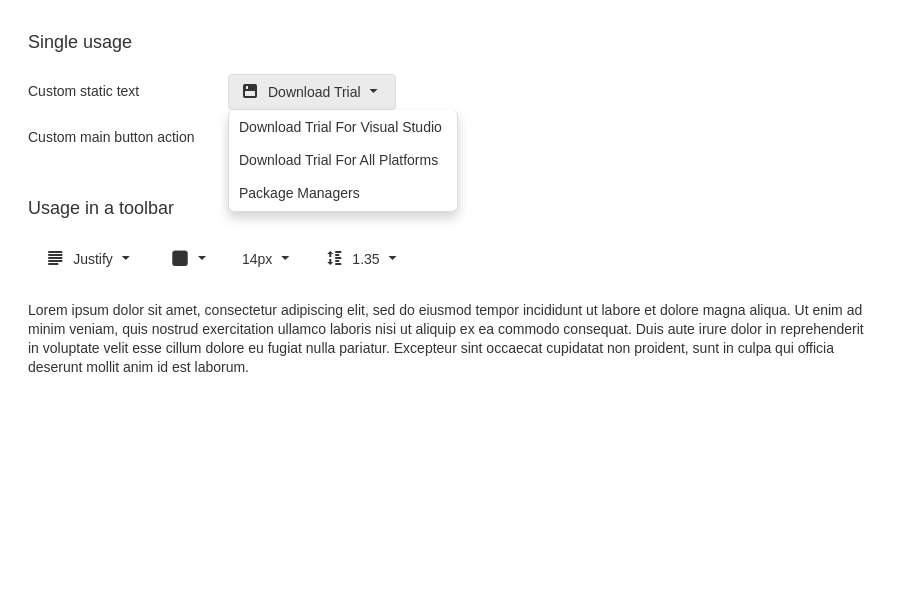 Single usage
Custom static text
Download Trial
Download Trial For Visual Studio
Custom main button action
Download Trial For All Platforms
Package Managers
Usage in a toolbar
Justify
14px
1.35
Lorem ipsum dolor sit amet, consectetur adipiscing elit, sed do eiusmod tempor incididunt ut labore et dolore magna aliqua. Ut enim ad
minim veniam, quis nostrud exercitation ullamco laboris nisi ut aliquip ex ea commodo consequat. Duis aute irure dolor in reprehenderit
in voluptate velit esse cillum dolore eu fugiat nulla pariatur. Excepteur sint occaecat cupidatat non proident, sunt in culpa qui officia
deserunt mollit anim id est laborum.